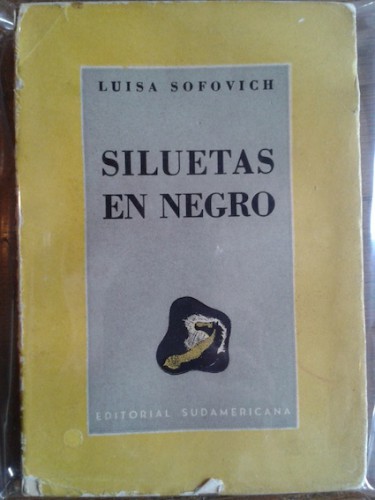 LUISA SOFOVICH
SILUETAS
EN NEGRO
EDITORIAL SUDAMERICANA